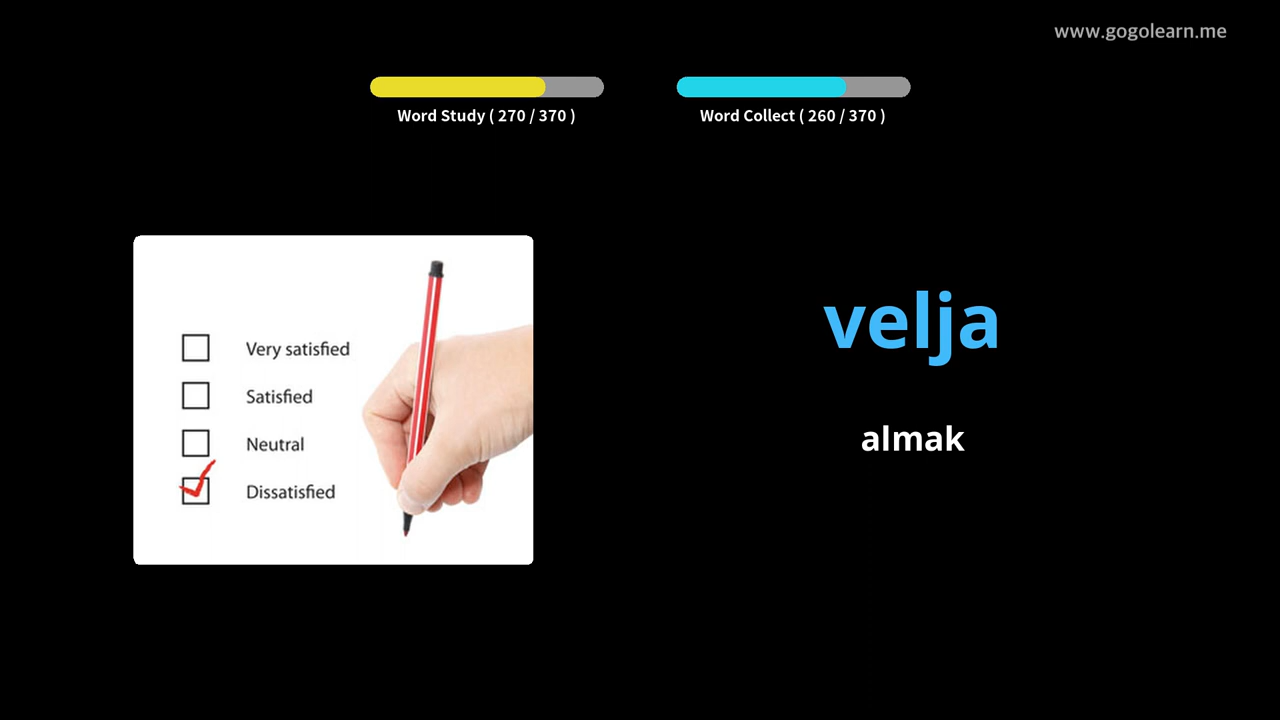 www.gogolearn.me
Word Study ( 270 / 370 )
Word Collect ( 260 / 370 )
Very satisfied
Satisfied
Neutral
Dissatisfied
velja
almak